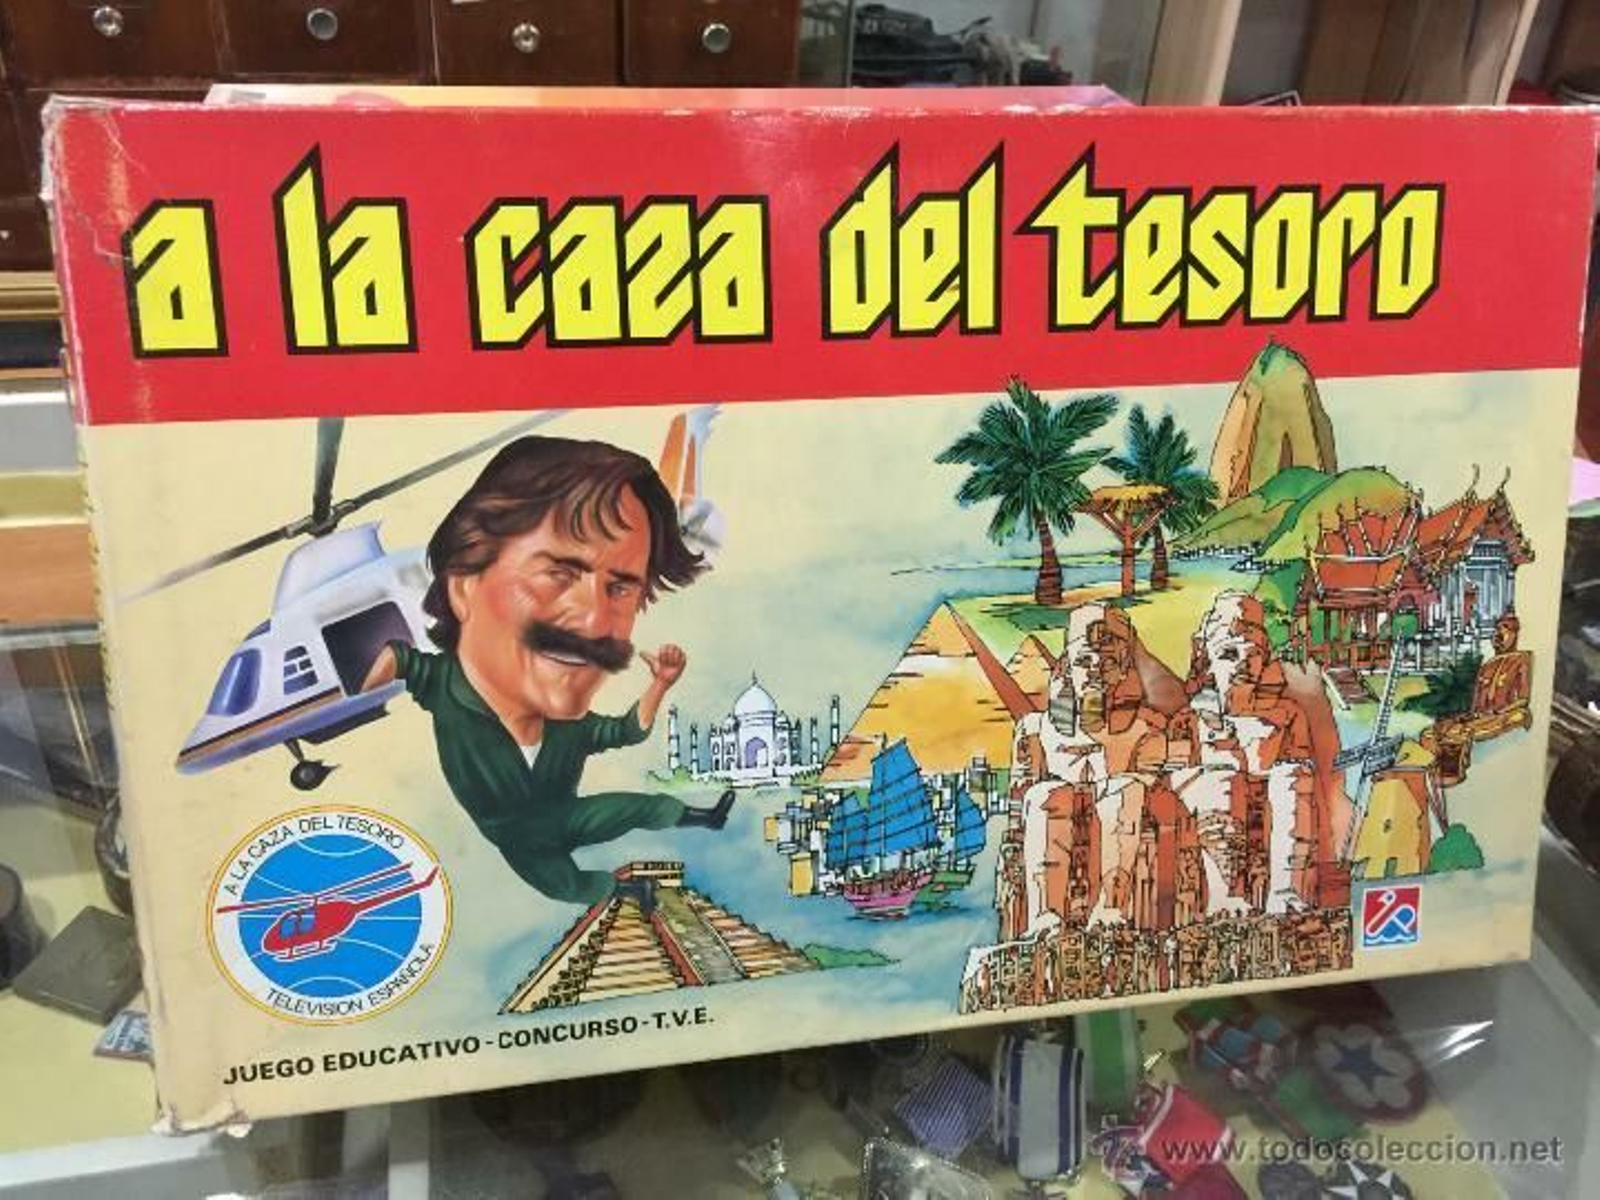 a la caza del tesoro
A LA CAZA DEL TESORO
TELEVISION ESPAÑOLA
JUEGO EDUCATIVO - CONCURSO - T.V.E.
www.todocoleccion.net